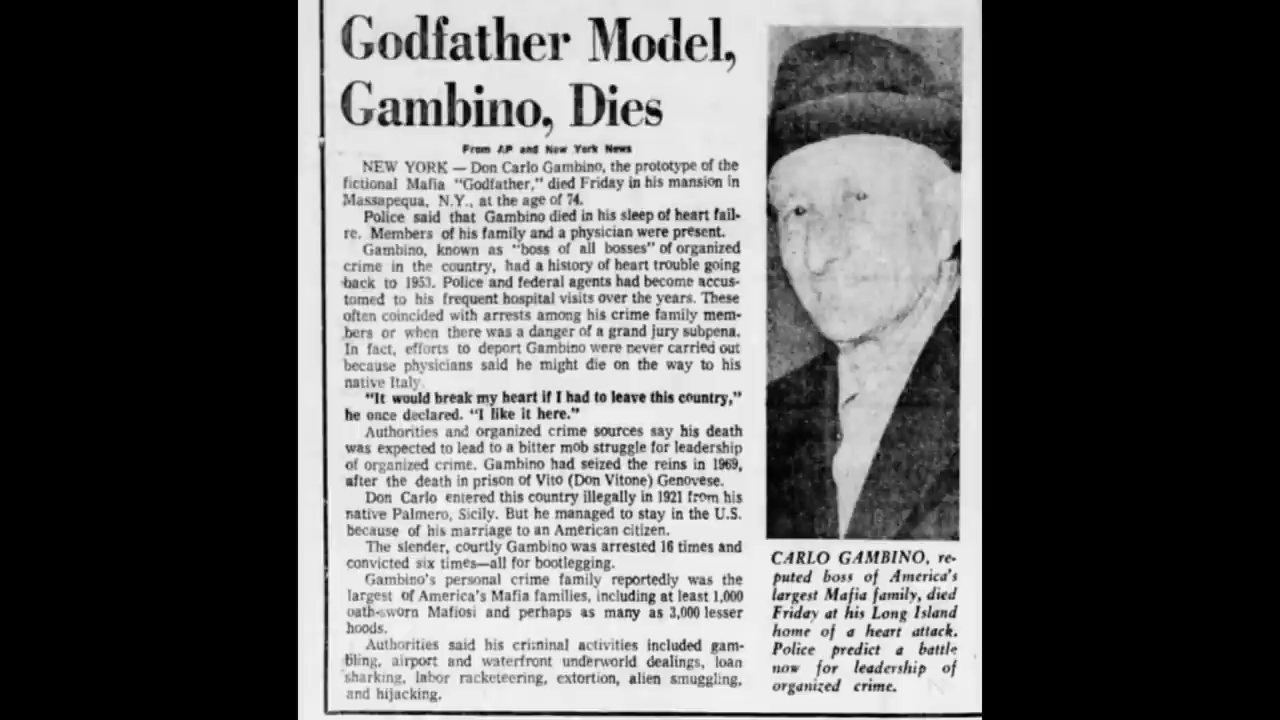 Godfather Model,
Gambino, Dies
From AP and New York News
NEW YORK — Don Carlo Gambino, the prototype of the
fictional Mafia "Godfather," died Friday in his mansion in
Massapequa, N.Y., at the age of 74.
Police said that Gambino died in his sleep of heart fail-
re. Members of his family and a physician were present.
Gambino, known as "boss of all bosses" of organized
crime in the country, had a history of heart trouble going
back to 1953. Police and federal agents had become accus-
tomed to his frequent hospital visits over the years. These
often coincided with arrests among his crime family mem-
bers or when there was a danger of a grand jury subpena.
In fact, efforts to deport Gambino were never carried out
because physicians said he might die on the way to his
native Italy.
"It would break my heart if I had to leave this country,"
he once declared. "I like it here."
Authorities and organized crime sources say his death
was expected to lead to a bitter mob struggle for leadership
of organized crime. Gambino had seized the reins in 1969,
after the death in prison of Vito (Don Vitone) Genovese.
Don Carlo entered this country illegally in 1921 from his
native Palmero, Sicily. But he managed to stay in the U.S.
because of his marriage to an American citizen.
The slender, courtly Gambino was arrested 16 times and
convicted six times—all for bootlegging.
Gambino's personal crime family reportedly was the
largest of America's Mafia families, including at least 1,000
oath-sworn Mafiosi and perhaps as many as 3,000 lesser
hoods.
Authorities said his criminal activities included gam-
bling, airport and waterfront underworld dealings, loan
sharking, labor racketeering, extortion, alien smuggling,
and hijacking.
CARLO GAMBINO, re-
puted boss of America's
largest Mafia family, died
Friday at his Long Island
home of a heart attack.
Police predict a battle
now for leadership of
organized crime.